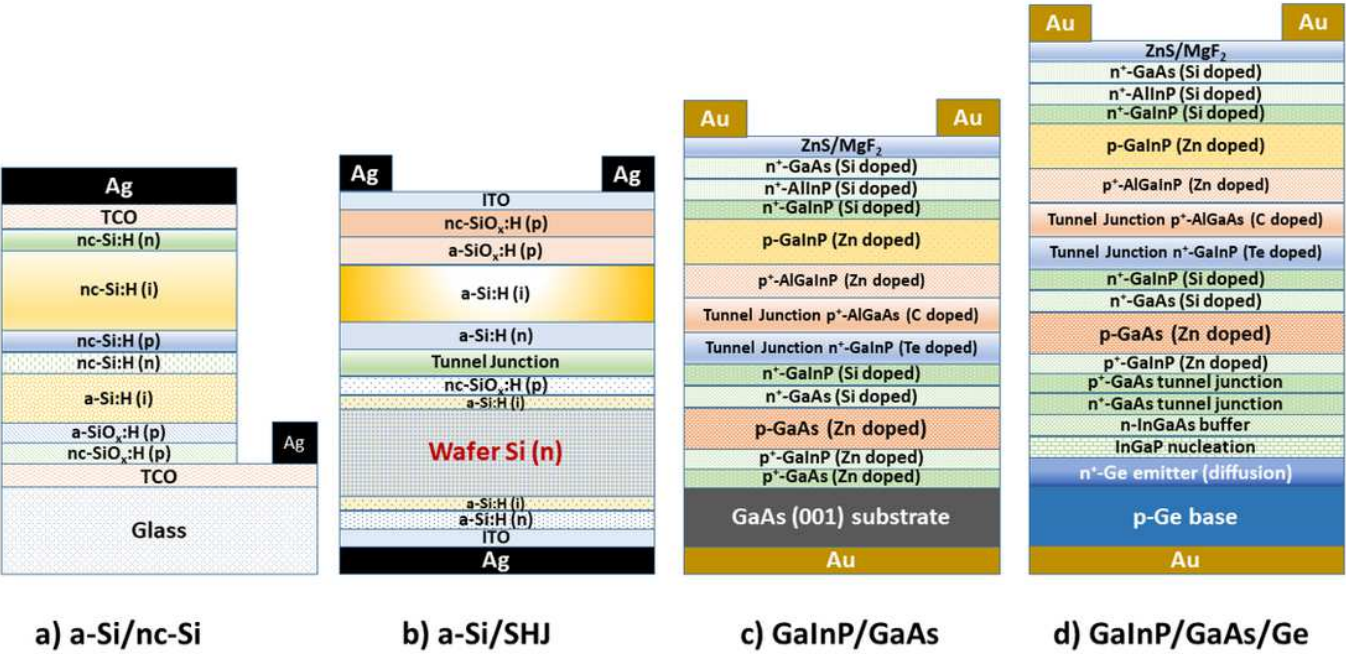 Ag
TCO
nc-Si:H (n)
nc-Si:H (i)
nc-Si:H (p)
nc-Si:H (n)
a-Si:H (i)
a-SiOₓ:H (p)
nc-SiOₓ:H (p)
Ag
TCO
Glass
a) a-Si/nc-Si
Ag
Ag
ITO
nc-SiOₓ:H (p)
a-SiOₓ:H (p)
a-Si:H (i)
a-Si:H (n)
Tunnel Junction
nc-SiOₓ:H (p)
a-Si:H (i)
Wafer Si (n)
a-Si:H (i)
a-Si:H (n)
ITO
Ag
b) a-Si/SHJ
Au
Au
ZnS/MgF₂
n⁺-GaAs (Si doped)
n⁺-AlInP (Si doped)
n⁺-GaInP (Si doped)
p-GaInP (Zn doped)
p⁺-AlGaInP (Zn doped)
Tunnel Junction p⁺-AlGaAs (C doped)
Tunnel Junction n⁺-GaInP (Te doped)
n⁺-GaInP (Si doped)
n⁺-GaAs (Si doped)
p-GaAs (Zn doped)
p⁺-GaInP (Zn doped)
p⁺-GaAs (Zn doped)
GaAs (001) substrate
Au
c) GaInP/GaAs
Au
Au
ZnS/MgF₂
n⁺-GaAs (Si doped)
n⁺-AlInP (Si doped)
n⁺-GaInP (Si doped)
p-GaInP (Zn doped)
p⁺-AlGaInP (Zn doped)
Tunnel Junction p⁺-AlGaAs (C doped)
Tunnel Junction n⁺-GaInP (Te doped)
n⁺-GaInP (Si doped)
n⁺-GaAs (Si doped)
p-GaAs (Zn doped)
p⁺-GaInP (Zn doped)
p⁺-GaAs tunnel junction
n⁺-GaAs tunnel junction
n-InGaAs buffer
InGaP nucleation
n⁺-Ge emitter (diffusion)
p-Ge base
Au
d) GaInP/GaAs/Ge